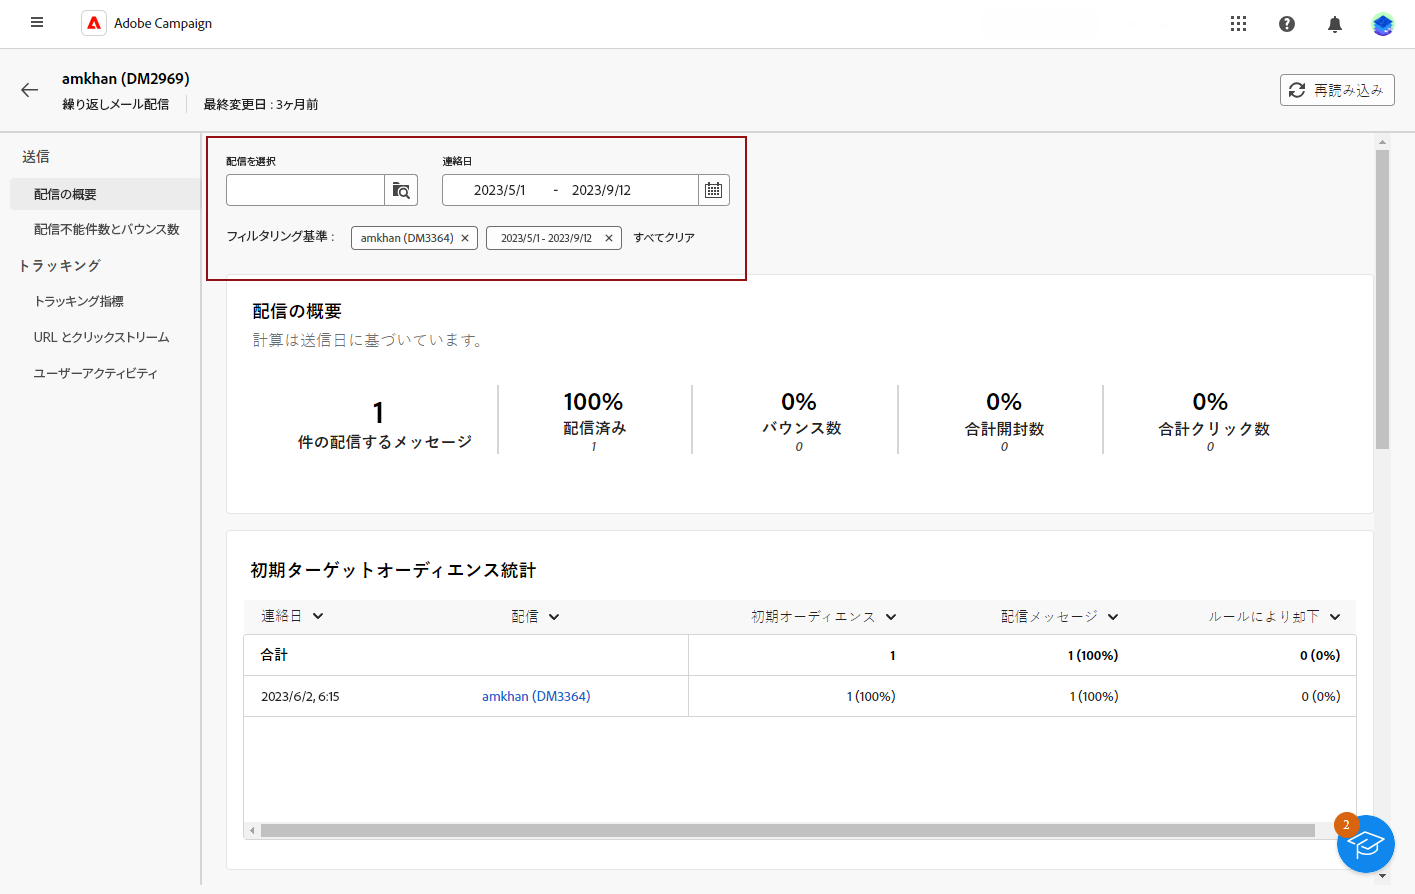 Adobe Campaign
amkhan (DM2969)
繰り返しメール配信 最終変更日 : 3ヶ月前
再読み込み
送信
配信の概要
配信不能件数とバウンス数
トラッキング
トラッキング指標
URL とクリックストリーム
ユーザーアクティビティ
配信を選択 連絡日
2023/5/1 - 2023/9/12
フィルタリング基準 : amkhan (DM3364) × 2023/5/1 - 2023/9/12 × すべてクリア
配信の概要
計算は送信日に基づいています。
1
件の配信するメッセージ
100%
配信済み
1
0%
バウンス数
0
0%
合計開封数
0
0%
合計クリック数
0
初期ターゲットオーディエンス統計
連絡日 配信 初期オーディエンス 配信メッセージ ルールにより却下
合計 1 1 (100%) 0 (0%)
2023/6/2, 6:15 amkhan (DM3364) 1 (100%) 1 (100%) 0 (0%)
2